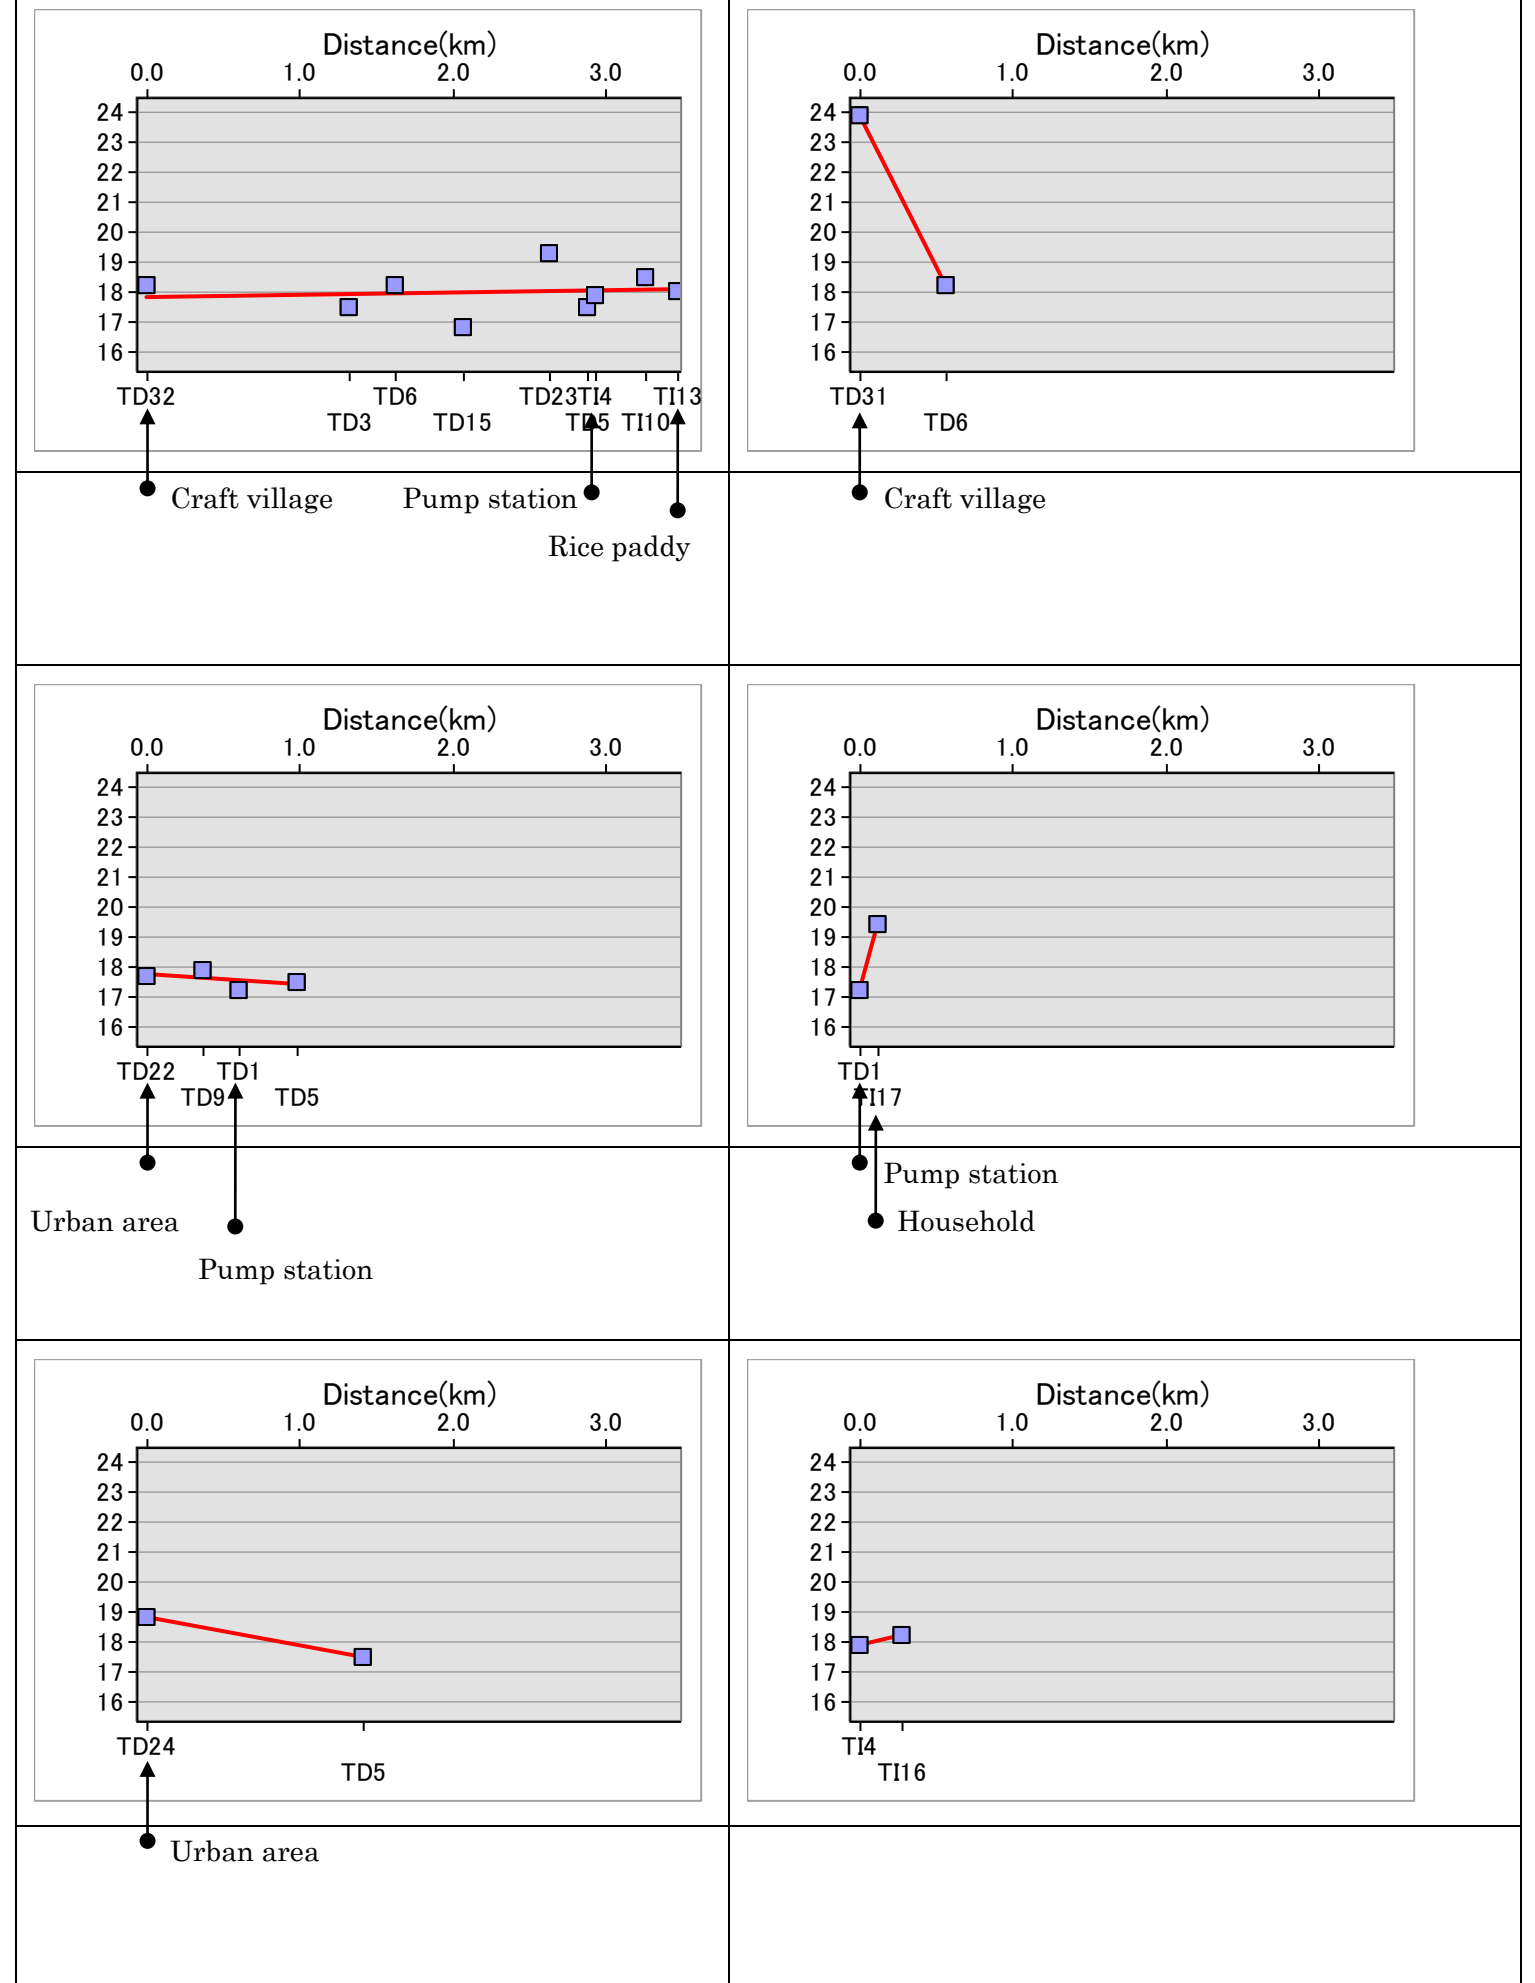 Distance(km)
0.0 1.0 2.0 3.0
24
23
22
21
20
19
18
17
16
TD32 TD6 TD23 TI4 TI13
TD3 TD15 TD5 TI10
Craft village Pump station
Rice paddy
Distance(km)
0.0 1.0 2.0 3.0
24
23
22
21
20
19
18
17
16
TD31
TD6
Craft village
Distance(km)
0.0 1.0 2.0 3.0
24
23
22
21
20
19
18
17
16
TD22 TD1
TD9 TD5
Urban area
Pump station
Distance(km)
0.0 1.0 2.0 3.0
24
23
22
21
20
19
18
17
16
TD1
TI17
Pump station
Household
Distance(km)
0.0 1.0 2.0 3.0
24
23
22
21
20
19
18
17
16
TD24
TD5
Urban area
Distance(km)
0.0 1.0 2.0 3.0
24
23
22
21
20
19
18
17
16
TI4
TI16